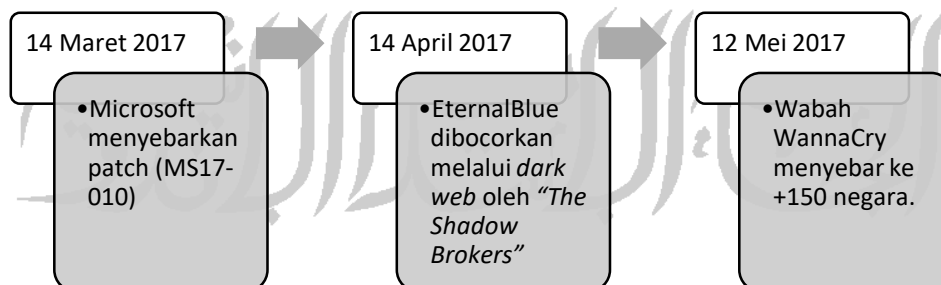 14 Maret 2017
•Microsoft
menyebarkan
patch (MS17-
010)
14 April 2017
•EternalBlue
dibocorkan
melalui dark
web oleh “The
Shadow
Brokers”
12 Mei 2017
•Wabah
WannaCry
menyebar ke
+150 negara.